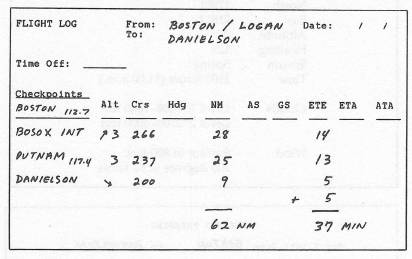 FLIGHT LOG From: BOSTON / LOGAN Date: / /
To: DANIELSON
Time Off: ______
Checkpoints
BOSTON 112.7 Alt Crs Hdg NM AS GS ETE ETA ATA
BOSOX INT ↗3 266 28 14
PUTNAM 117.4 3 237 25 13
DANIELSON ↘ 200 9 5
+ 5
62 NM 37 MIN